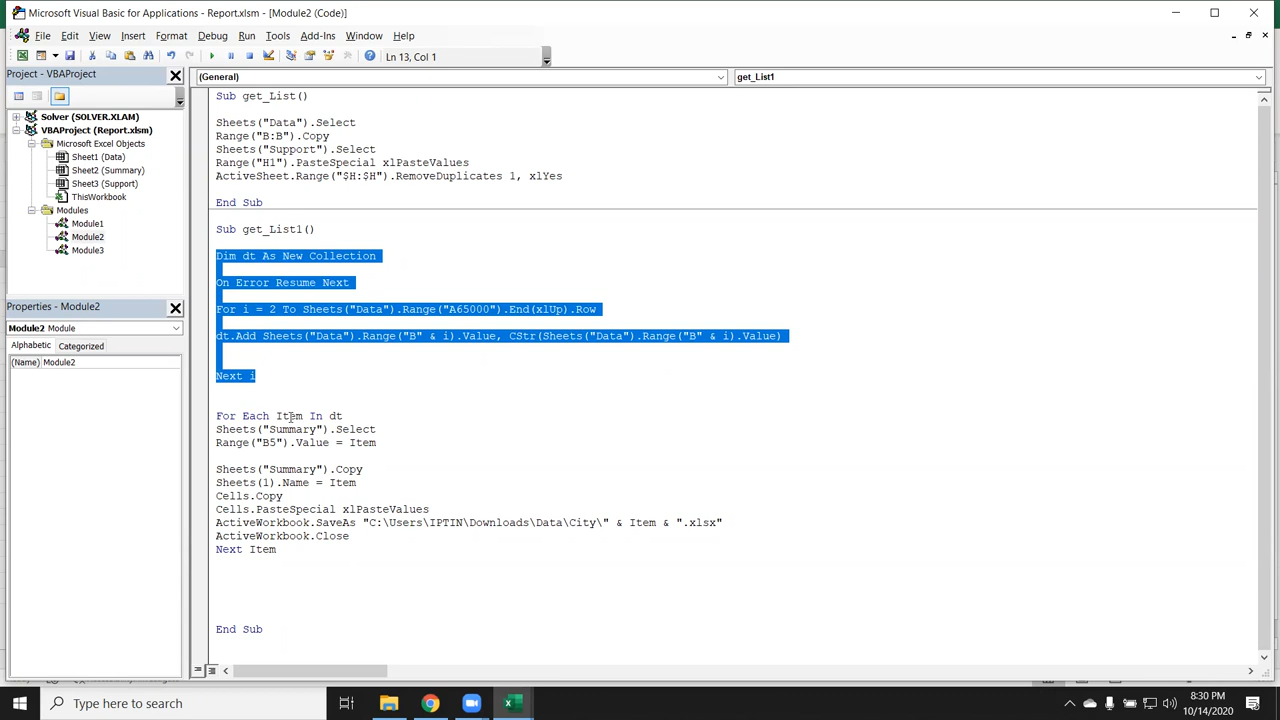 Microsoft Visual Basic for Applications - Report.xlsm - [Module2 (Code)]
File Edit View Insert Format Debug Run Tools Add-Ins Window Help
Ln 13, Col 1
Project - VBAProject
(General)
get_List1
Solver (SOLVER.XLAM)
VBAProject (Report.xlsm)
Microsoft Excel Objects
Sheet1 (Data)
Sheet2 (Summary)
Sheet3 (Support)
ThisWorkbook
Modules
Module1
Module2
Module3
Properties - Module2
Module2 Module
Alphabetic Categorized
(Name) Module2
Sub get_List()
Sheets("Data").Select
Range("B:B").Copy
Sheets("Support").Select
Range("H1").PasteSpecial xlPasteValues
ActiveSheet.Range("$H:$H").RemoveDuplicates 1, xlYes
End Sub
Sub get_List1()
Dim dt As New Collection
On Error Resume Next
For i = 2 To Sheets("Data").Range("A65000").End(xlUp).Row
dt.Add Sheets("Data").Range("B" & i).Value, CStr(Sheets("Data").Range("B" & i).Value)
Next i
For Each Item In dt
Sheets("Summary").Select
Range("B5").Value = Item
Sheets("Summary").Copy
Sheets(1).Name = Item
Cells.Copy
Cells.PasteSpecial xlPasteValues
ActiveWorkbook.SaveAs "C:\Users\IPTIN\Downloads\Data\City\" & Item & ".xlsx"
ActiveWorkbook.Close
Next Item
End Sub
Type here to search
8:30 PM
10/14/2020